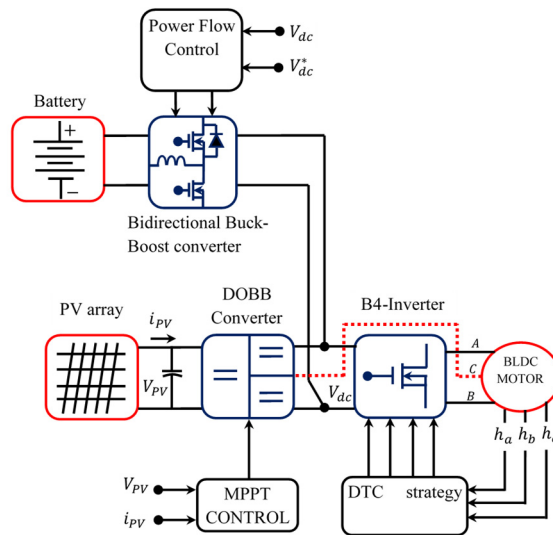 Power Flow
Control
V_dc
V*_dc
Battery
+
−
Bidirectional Buck-
Boost converter
DOBB
Converter
B4-Inverter
PV array
i_PV
V_PV
V_dc
A
C
B
BLDC
MOTOR
h_a h_b
V_PV
i_PV
MPPT
CONTROL
DTC strategy